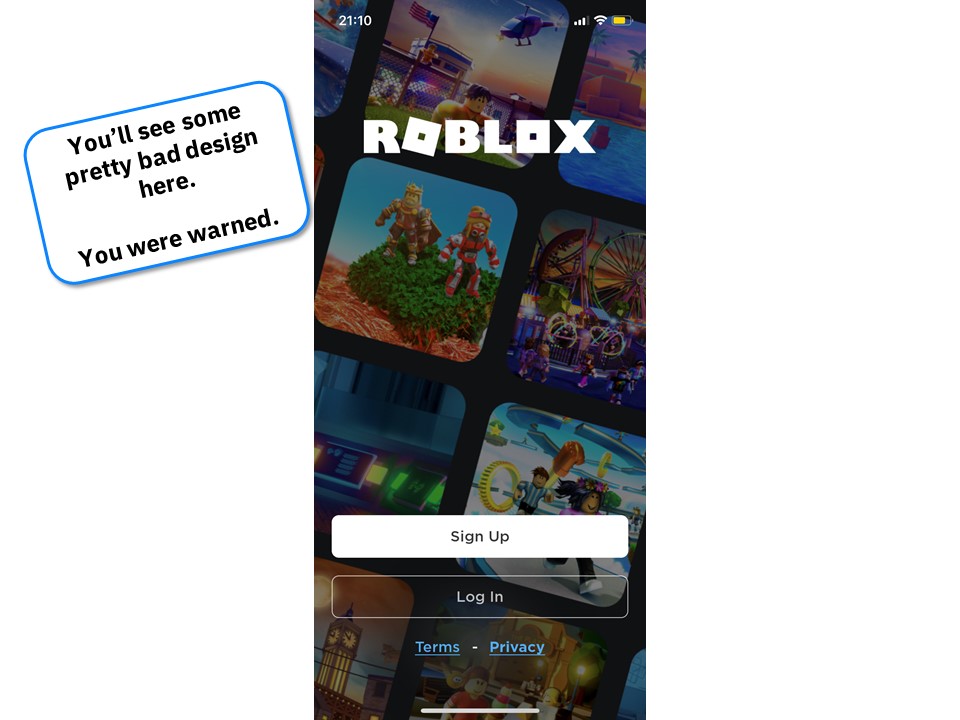 21:10
You’ll see some
pretty bad design
here.
You were warned.
ROBLOX
Sign Up
Log In
Terms - Privacy